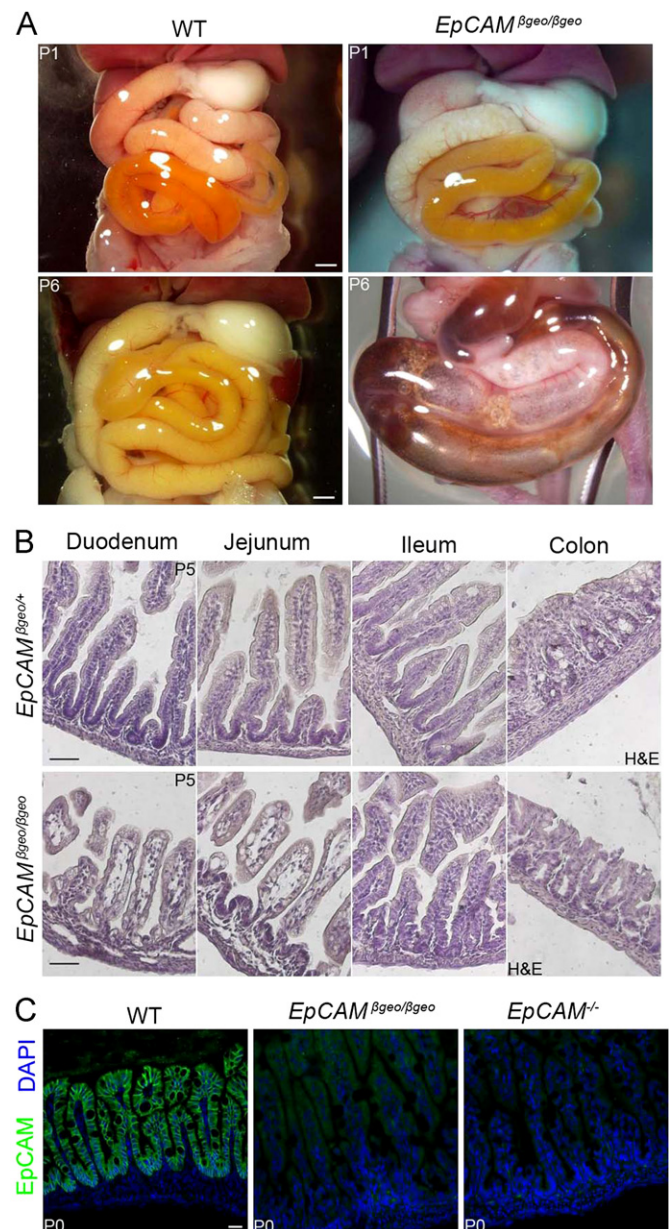 A
WT
EpCAM βgeo/βgeo
P1
P1
P6
P6
B
Duodenum
Jejunum
Ileum
Colon
EpCAM βgeo/+
P5
H&E
EpCAM βgeo/βgeo
P5
H&E
C
WT
EpCAM βgeo/βgeo
EpCAM-/-
EpCAM DAPI
P0
P0
P0